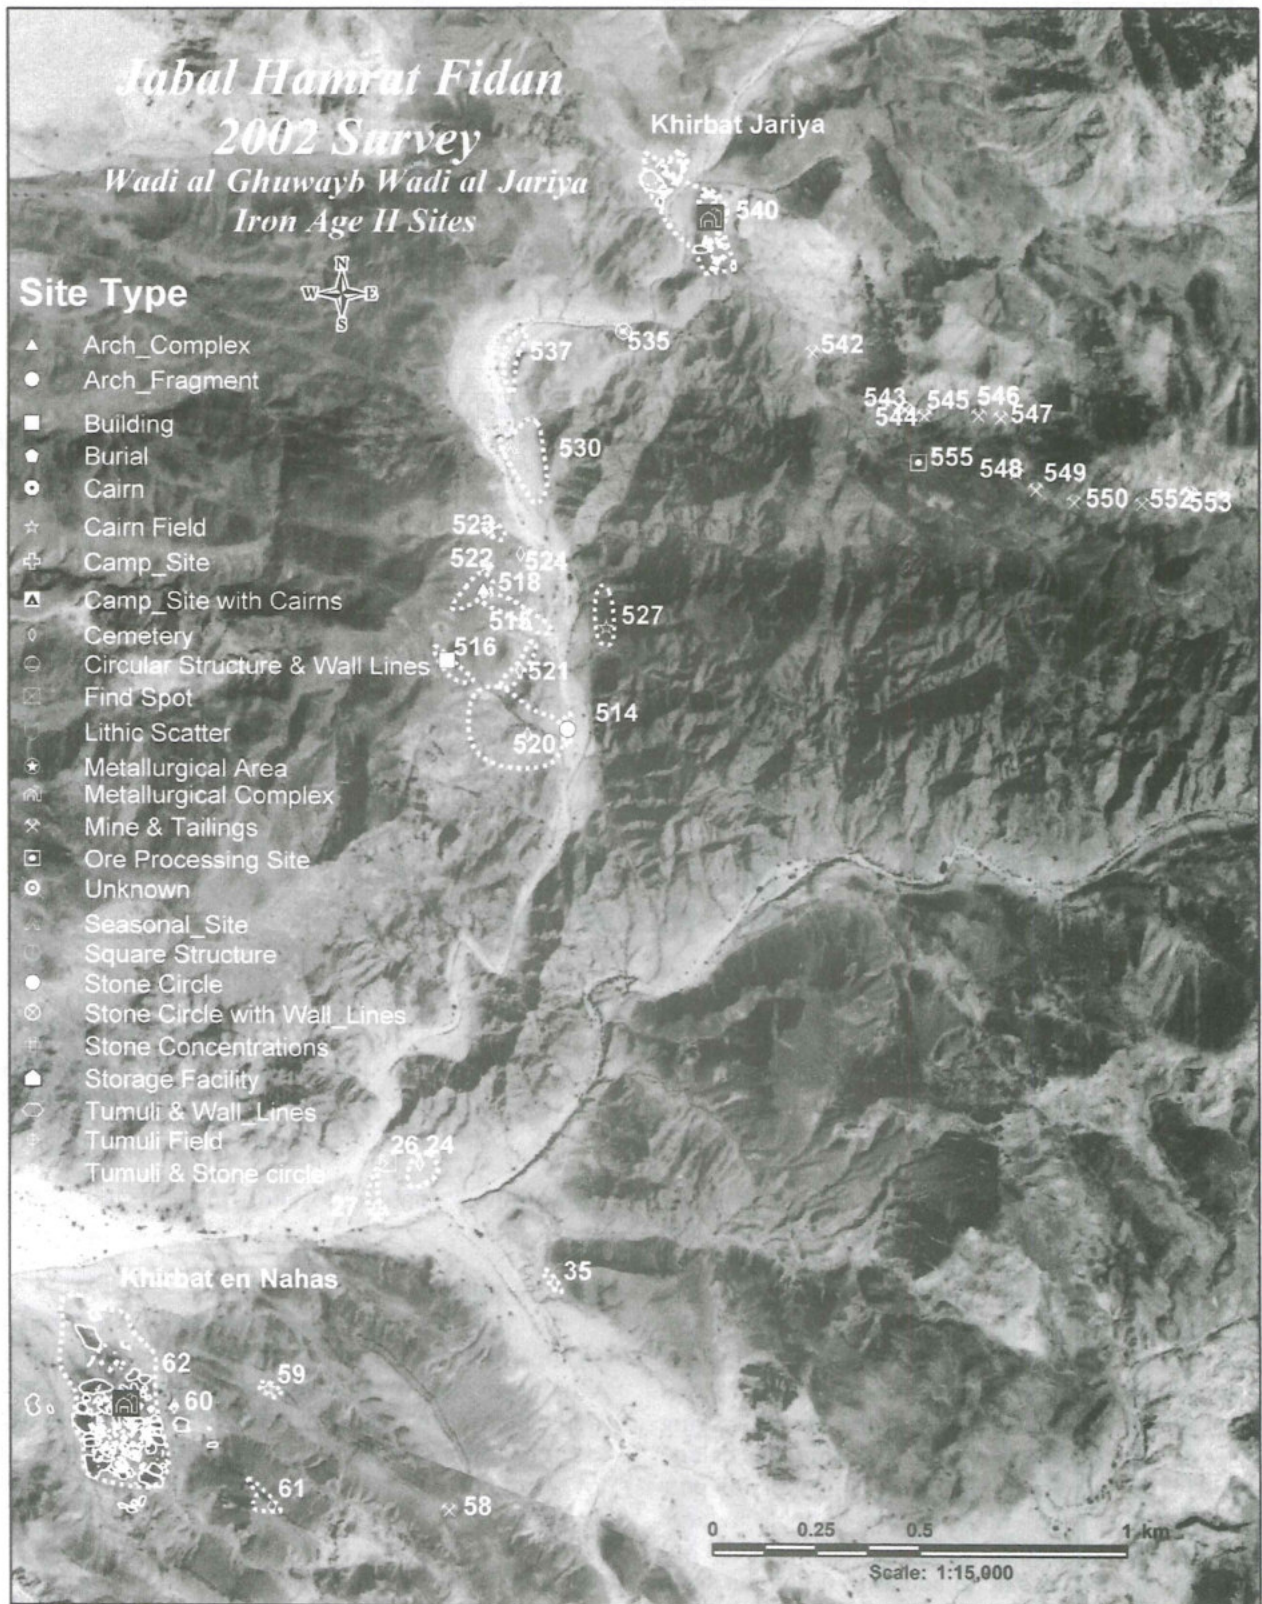 Jabal Hamrat Fidan
2002 Survey
Wadi al Ghuwayb Wadi al Jariya
Iron Age II Sites
N
W E
S
Site Type
Arch_Complex
Arch_Fragment
Building
Burial
Cairn
Cairn Field
Camp_Site
Camp_Site with Cairns
Cemetery
Circular Structure & Wall Lines
Find Spot
Lithic Scatter
Metallurgical Area
Metallurgical Complex
Mine & Tailings
Ore Processing Site
Unknown
Seasonal_Site
Square Structure
Stone Circle
Stone Circle with Wall_Lines
Stone Concentrations
Storage Facility
Tumuli & Wall_Lines
Tumuli Field
Tumuli & Stone circle
Khirbat Jariya
540
535
537
542
543
544
545
546
547
530
555
548
549
550
552
553
523
524
522
518
515
527
516
521
514
520
26
24
27
35
Khirbat en Nahas
62
59
60
61
58
0 0.25 0.5 1 km
Scale: 1:15,000